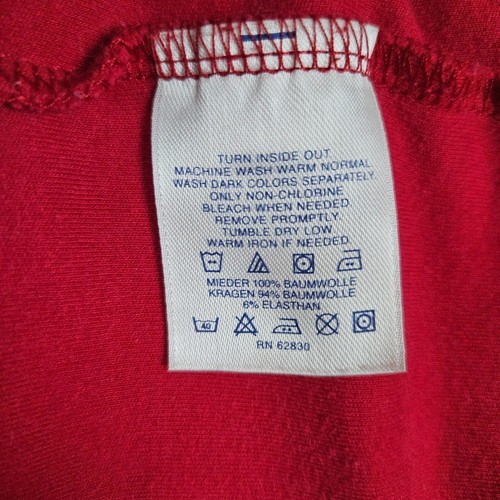 TURN INSIDE OUT
MACHINE WASH WARM NORMAL
WASH DARK COLORS SEPARATELY.
ONLY NON-CHLORINE
BLEACH WHEN NEEDED.
REMOVE PROMPTLY.
TUMBLE DRY LOW.
WARM IRON IF NEEDED.
MIEDER 100% BAUMWOLLE
KRAGEN 94% BAUMWOLLE
6% ELASTHAN
40
RN 62830